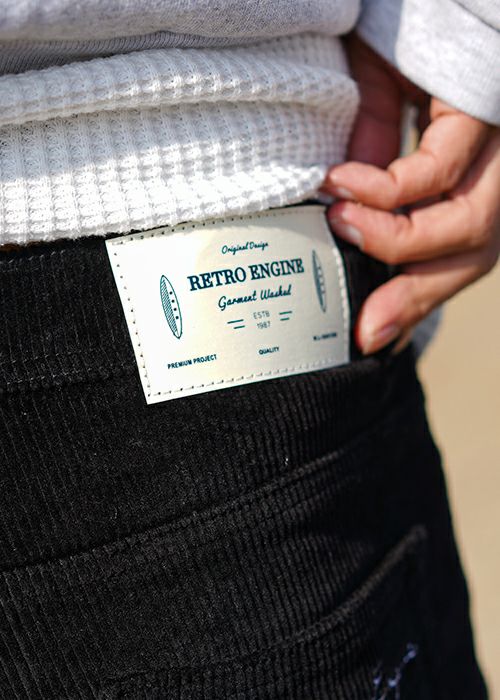 Original Design
RETRO ENGINE
Garment Washed
ESTB
1987
PREMIUM PROJECT
QUALITY